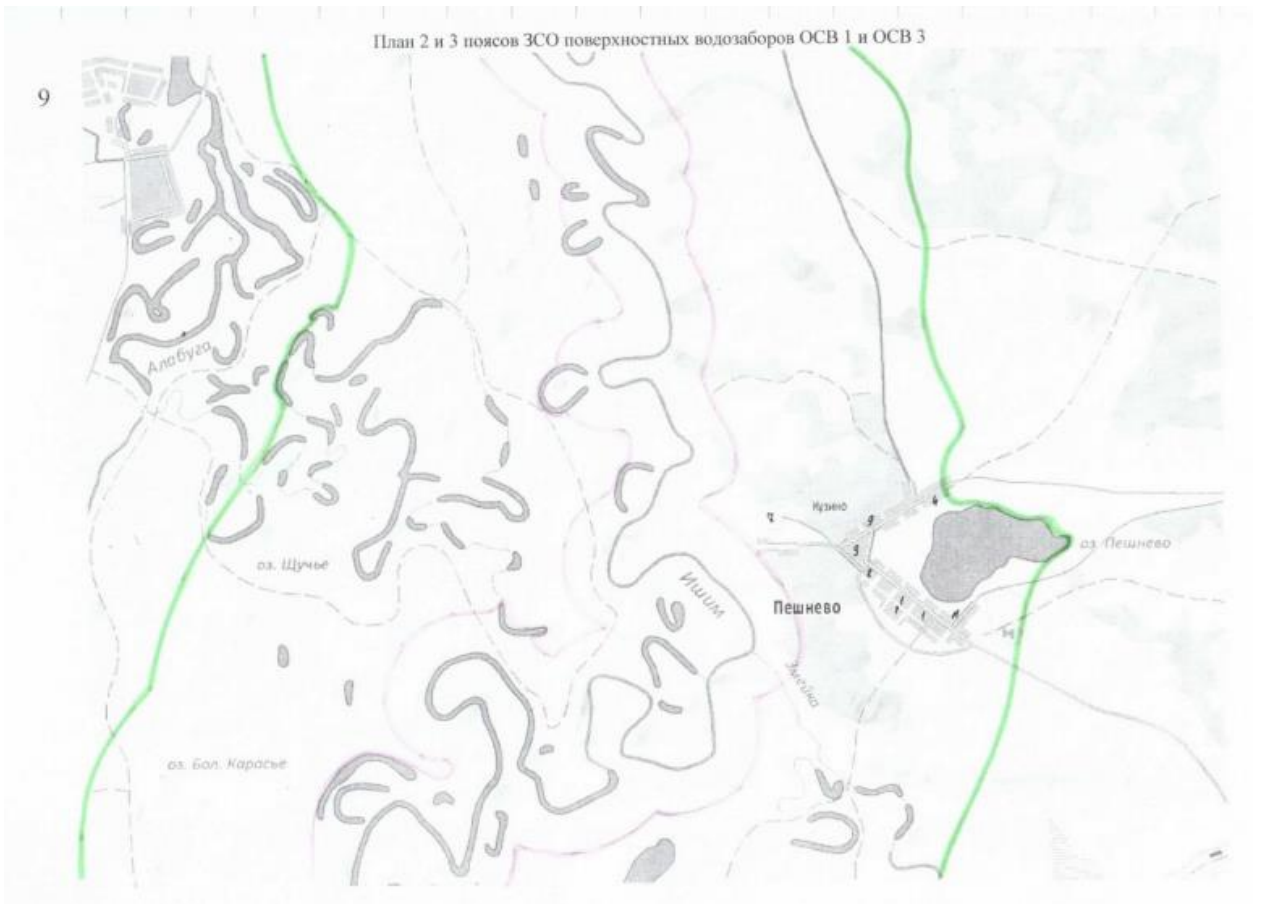 План 2 и 3 поясов ЗСО поверхностных водозаборов ОСВ 1 и ОСВ 3
9
Алабуга
Кузино
оз. Пешнево
оз. Щучье
Ишим
Пешнево
Змейка
оз. Бол. Карасье